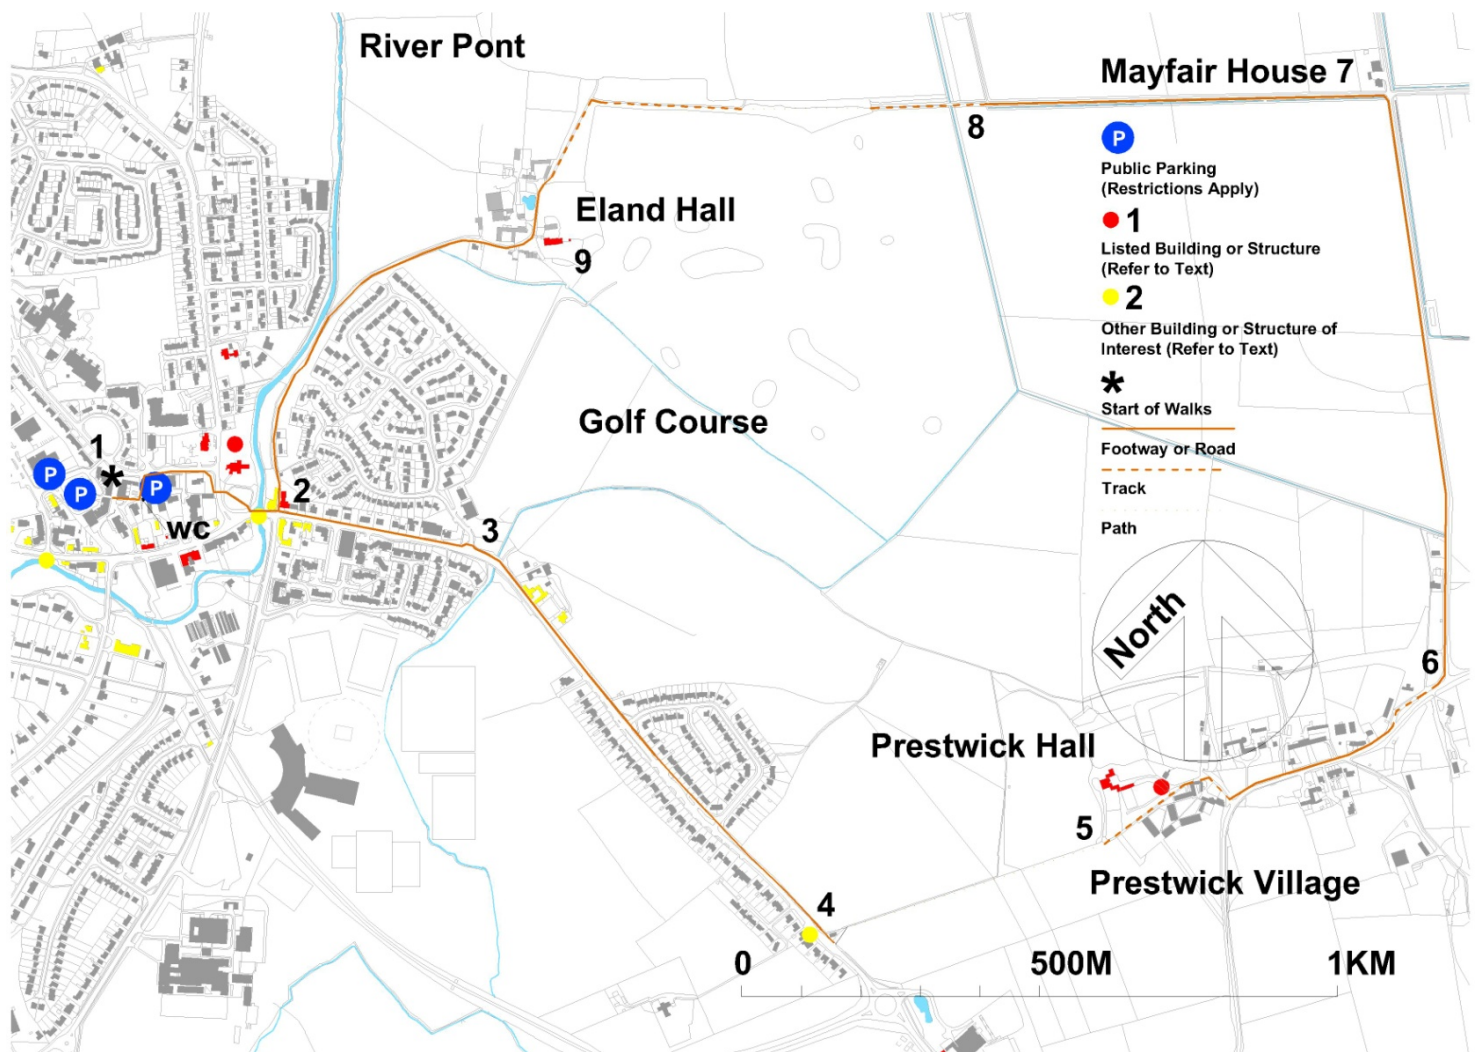 River Pont
Mayfair House 7
8
P
Public Parking
(Restrictions Apply)
1
Listed Building or Structure
(Refer to Text)
2
Other Building or Structure of
Interest (Refer to Text)
*
Start of Walks
Footway or Road
Track
Path
Eland Hall
9
Golf Course
1
*
P
P
P
2
wc
3
North
6
Prestwick Hall
5
Prestwick Village
4
0 500M 1KM